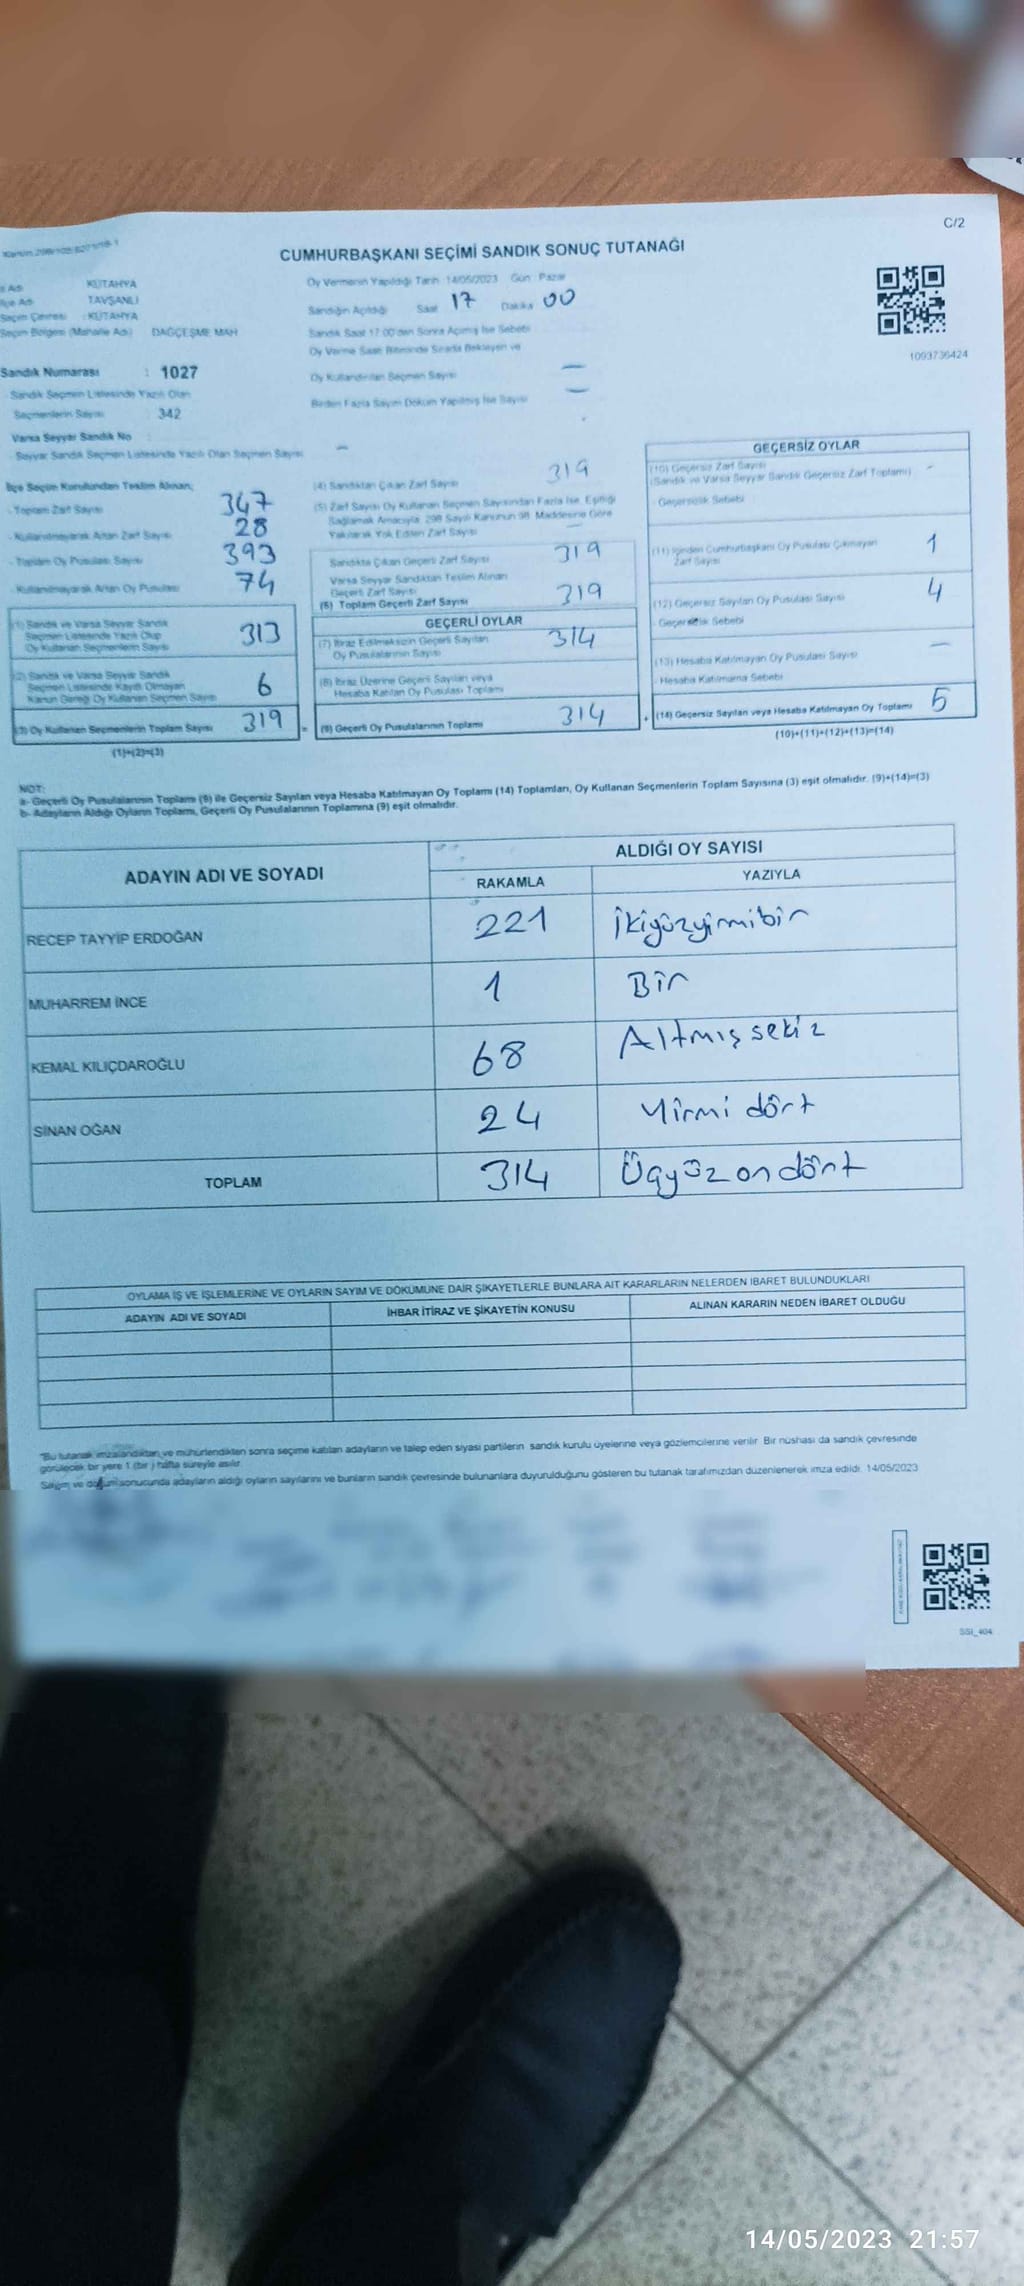 C/2
CUMHURBAŞKANI SEÇİMİ SANDIK SONUÇ TUTANAĞI
KÜTAHYA
TAVŞANLI
Seçim Çevresi : KÜTAHYA
Seçim Bölgesi (Mahalle Adı) DAĞÇEŞME MAH
Oy Vermenin Yapıldığı Tarih : 14/05/2023 Gün : Pazar
Sandığın Açıldığı Saat 17 Dakika 00
Sandık Saat 17.00'den Sonra Açılmış İse Sebebi
Oy Verme Saati Bitiminde Sırada Bekleyen ve
Oy Kullandırılan Seçmen Sayısı —
Birden Fazla Sayım Döküm Yapılmış İse Sayısı —
1093736424
Sandık Numarası : 1027
Sandık Seçmen Listesinde Yazılı Olan
Seçmenlerin Sayısı 342
Varsa Seyyar Sandık No
Seyyar Sandık Seçmen Listesinde Yazılı Olan Seçmen Sayısı —
İlçe Seçim Kurulundan Teslim Alınan;
- Toplam Zarf Sayısı 347
- Kullanılmayarak Artan Zarf Sayısı 28
- Toplam Oy Pusulası Sayısı 393
- Kullanılmayarak Artan Oy Pusulası 74
(1) Sandık ve Varsa Seyyar Sandık
Seçmen Listesinde Yazılı Olup
Oy Kullanan Seçmenlerin Sayısı 313
(2) Sandık ve Varsa Seyyar Sandık
Seçmen Listesinde Kayıtlı Olmayan
Kanun Gereği Oy Kullanan Seçmen Sayısı 6
(3) Oy Kullanan Seçmenlerin Toplam Sayısı 319
(1)+(2)=(3)
(4) Sandıktan Çıkan Zarf Sayısı 319
(5) Zarf Sayısı Oy Kullanan Seçmen Sayısından Fazla İse, Eşitliği
Sağlamak Amacıyla, 298 Sayılı Kanunun 98. Maddesine Göre
Yakılarak Yok Edilen Zarf Sayısı —
Sandıkta Çıkan Geçerli Zarf Sayısı 319
Varsa Seyyar Sandıktan Teslim Alınan
Geçerli Zarf Sayısı
(6) Toplam Geçerli Zarf Sayısı 319
GEÇERLİ OYLAR
(7) İtiraz Edilmeksizin Geçerli Sayılan
Oy Pusulalarının Sayısı 314
(8) İtiraz Üzerine Geçerli Sayılan veya
Hesaba Katılan Oy Pusulası Toplamı
(9) Geçerli Oy Pusulalarının Toplamı 314
GEÇERSİZ OYLAR
(10) Geçersiz Zarf Sayısı
(Sandık ve Varsa Seyyar Sandık Geçersiz Zarf Toplamı) -
- Geçersizlik Sebebi
(11) İçinden Cumhurbaşkanı Oy Pusulası Çıkmayan
Zarf Sayısı 1
(12) Geçersiz Sayılan Oy Pusulası Sayısı 4
- Geçersizlik Sebebi
(13) Hesaba Katılmayan Oy Pusulası Sayısı —
- Hesaba Katılmama Sebebi
(14) Geçersiz Sayılan veya Hesaba Katılmayan Oy Toplamı 5
(10)+(11)+(12)+(13)=(14)
NOT:
a- Geçerli Oy Pusulalarının Toplamı (9) ile Geçersiz Sayılan veya Hesaba Katılmayan Oy Toplamı (14) Toplamları, Oy Kullanan Seçmenlerin Toplam Sayısına (3) eşit olmalıdır. (9)+(14)=(3)
b- Adayların Aldığı Oyların Toplamı, Geçerli Oy Pusulalarının Toplamına (9) eşit olmalıdır.
ADAYIN ADI VE SOYADI ALDIĞI OY SAYISI
RAKAMLA YAZIYLA
RECEP TAYYİP ERDOĞAN 221 İkiyüzyirmibir
MUHARREM İNCE 1 Bir
KEMAL KILIÇDAROĞLU 68 Altmışsekiz
SİNAN OĞAN 24 Yirmi dört
TOPLAM 314 Üçyüz ondört
OYLAMA İŞ VE İŞLEMLERİNE VE OYLARIN SAYIM VE DÖKÜMÜNE DAİR ŞİKAYETLERLE BUNLARA AİT KARARLARIN NELERDEN İBARET BULUNDUKLARI
ADAYIN ADI VE SOYADI İHBAR İTİRAZ VE ŞİKAYETİN KONUSU ALINAN KARARIN NEDEN İBARET OLDUĞU
*Bu tutanak imzalandıktan ve mühürlendikten sonra seçime katılan adayların ve talep eden siyasi partilerin sandık kurulu üyelerine veya gözlemcilerine verilir. Bir nüshası da sandık çevresinde
görülecek bir yere 1 (bir) hafta süreyle asılır.
Sayım ve döküm sonucunda adayların aldığı oyların sayılarını ve bunların sandık çevresinde bulunanlara duyurulduğunu gösteren bu tutanak tarafımızdan düzenlenerek imza edildi. 14/05/2023
SSI_404
14/05/2023 21:57